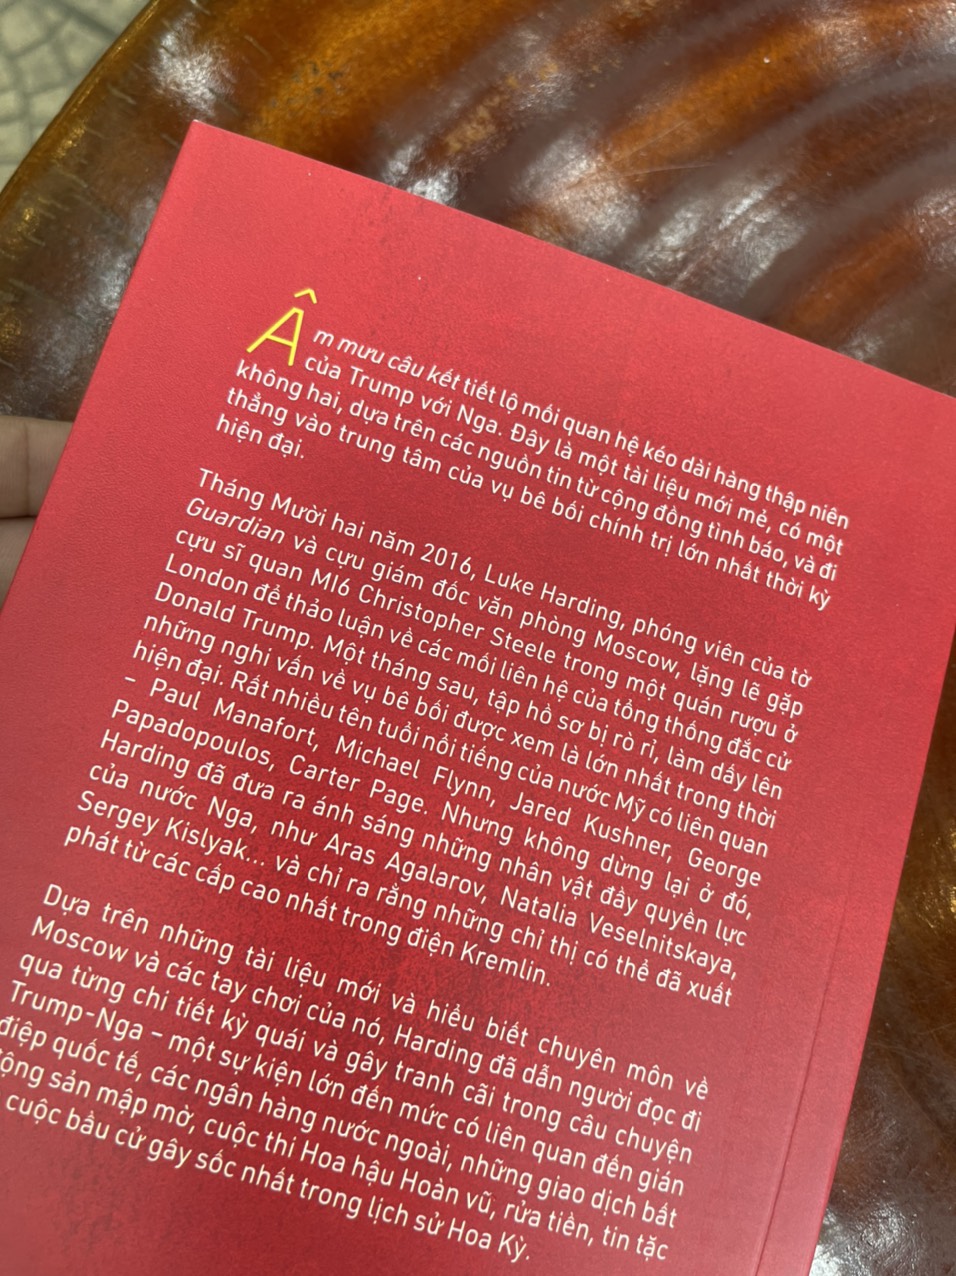 Âm mưu câu kết tiết lộ mối quan hệ kéo dài hàng thập niên
của Trump với Nga. Đây là một tài liệu mới mẻ, có một
không hai, dựa trên các nguồn tin từ cộng đồng tình báo, và đi
thẳng vào trung tâm của vụ bê bối chính trị lớn nhất thời kỳ
hiện đại.
Tháng Mười hai năm 2016, Luke Harding, phóng viên của tờ
Guardian và cựu giám đốc văn phòng Moscow, lặng lẽ gặp
cựu sĩ quan MI6 Christopher Steele trong một quán rượu ở
London để thảo luận về các mối liên hệ của tổng thống đắc cử
Donald Trump. Một tháng sau, tập hồ sơ bị rò rỉ, làm dấy lên
những nghi vấn về vụ bê bối được xem là lớn nhất trong thời
hiện đại. Rất nhiều tên tuổi nổi tiếng của nước Mỹ có liên quan
– Paul Manafort, Michael Flynn, Jared Kushner, George
Papadopoulos, Carter Page. Nhưng không dừng lại ở đó,
Harding đã đưa ra ánh sáng những nhân vật đầy quyền lực
của nước Nga, như Aras Agalarov, Natalia Veselnitskaya,
Sergey Kislyak... và chỉ ra rằng những chỉ thị có thể đã xuất
phát từ các cấp cao nhất trong điện Kremlin.
Dựa trên những tài liệu mới và hiểu biết chuyên môn về
Moscow và các tay chơi của nó, Harding đã dẫn người đọc đi
qua từng chi tiết kỳ quái và gây tranh cãi trong câu chuyện
Trump-Nga – một sự kiện lớn đến mức có liên quan đến gián
điệp quốc tế, các ngân hàng nước ngoài, những giao dịch bất
động sản mập mờ, cuộc thi Hoa hậu Hoàn vũ, rửa tiền, tin tặc
cuộc bầu cử gây sốc nhất trong lịch sử Hoa Kỳ.